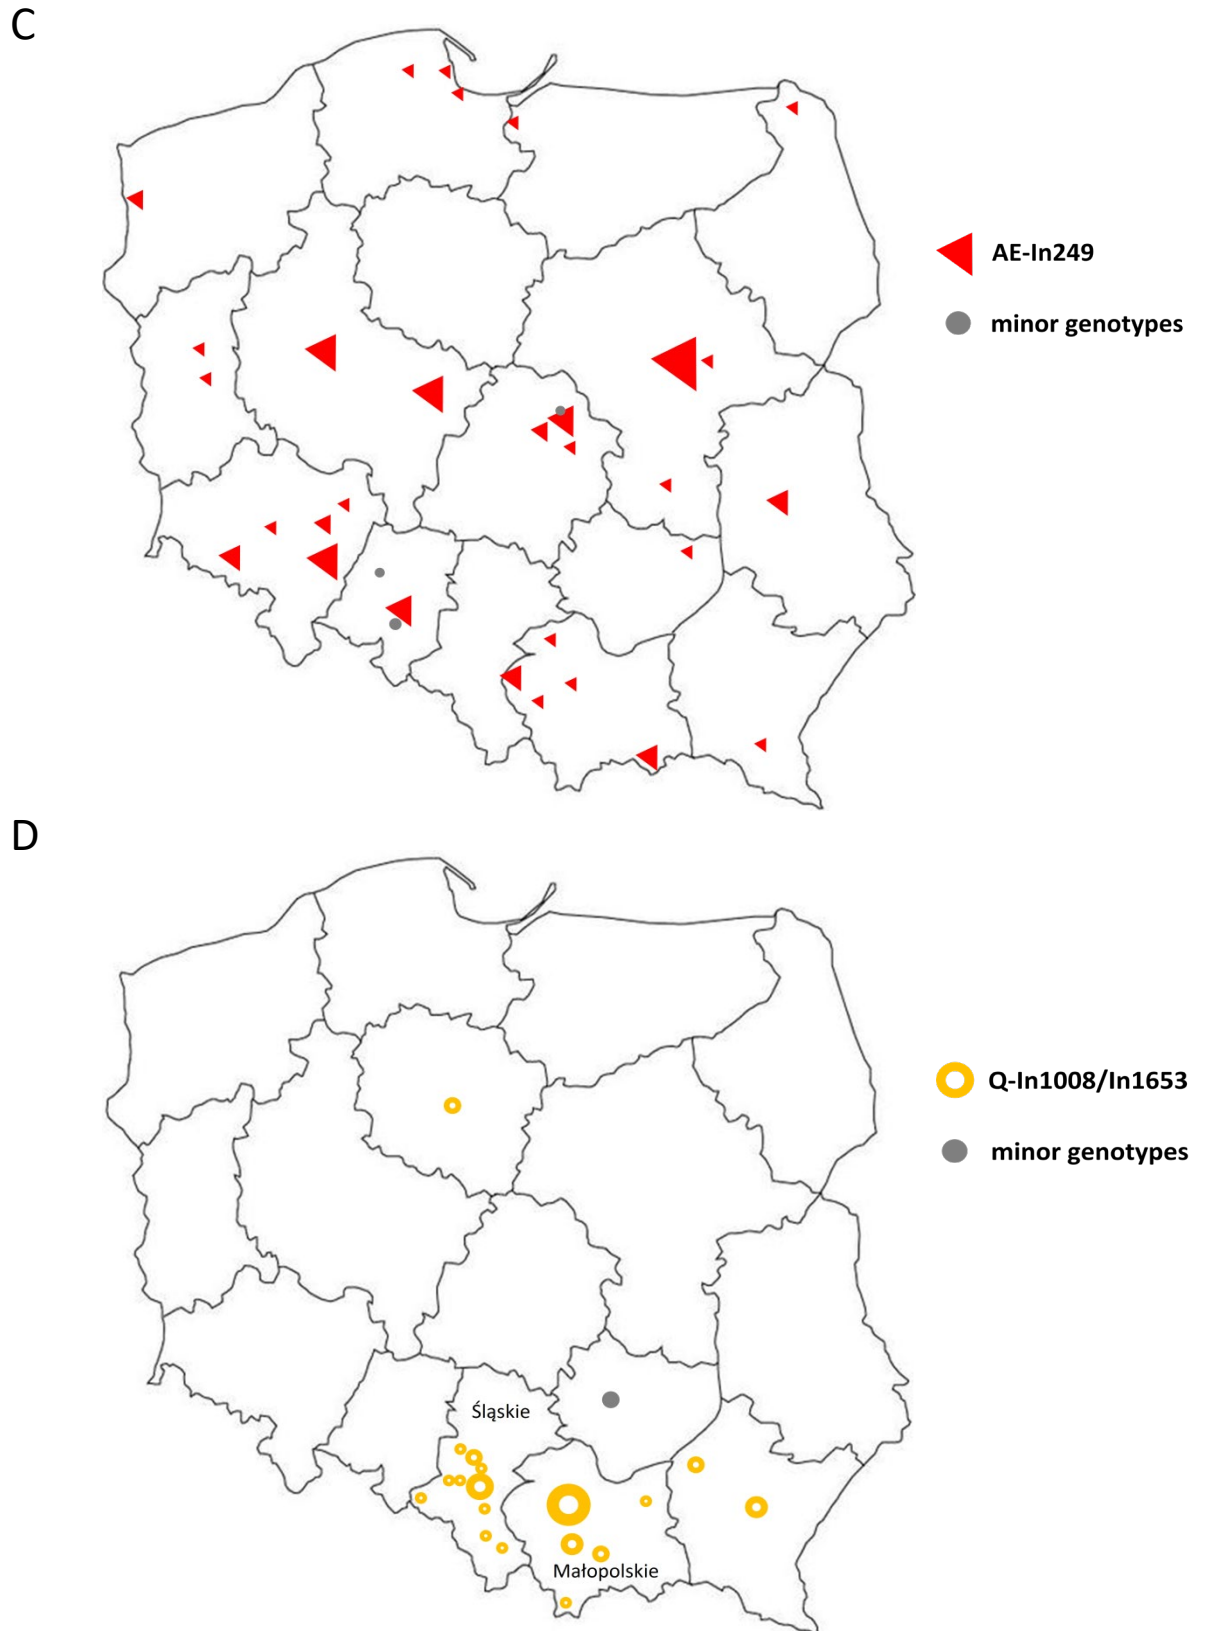 C
AE-In249
minor genotypes
D
Q-In1008/In1653
minor genotypes
Śląskie
Małopolskie